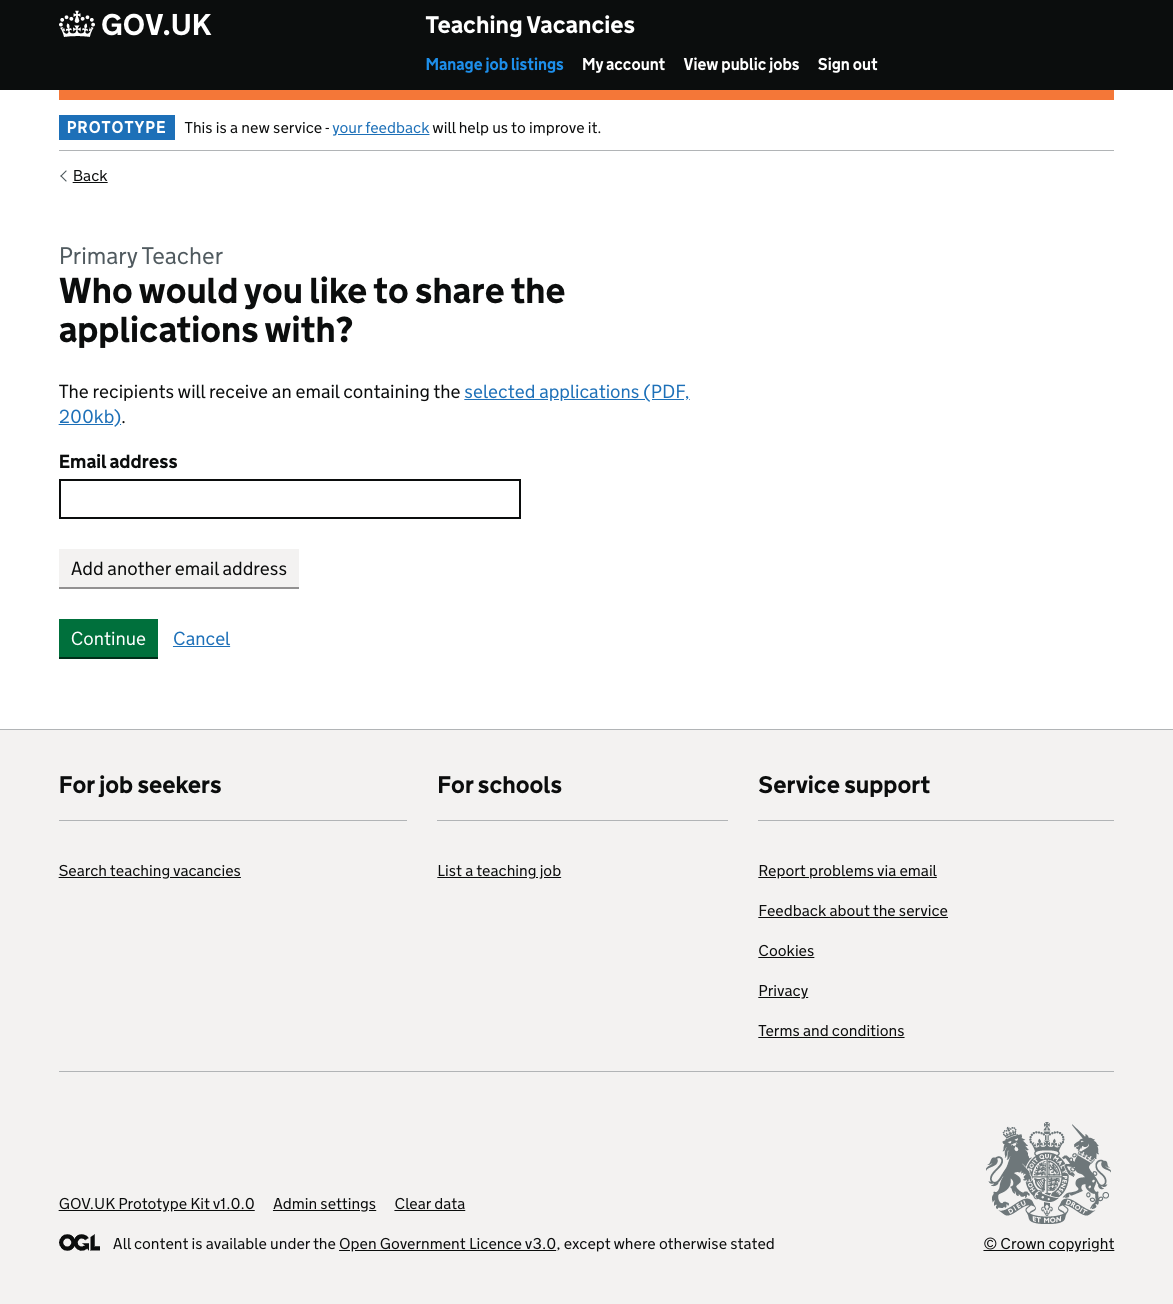 GOV.UK
Teaching Vacancies
Manage job listings My account View public jobs Sign out
PROTOTYPE This is a new service - your feedback will help us to improve it.
Back
Primary Teacher
Who would you like to share the
applications with?
The recipients will receive an email containing the selected applications (PDF,
200kb).
Email address
Add another email address
Continue Cancel
For job seekers
Search teaching vacancies
For schools
List a teaching job
Service support
Report problems via email
Feedback about the service
Cookies
Privacy
Terms and conditions
GOV.UK Prototype Kit v1.0.0 Admin settings Clear data
OGL All content is available under the Open Government Licence v3.0, except where otherwise stated
DIEU ET MON DROIT
© Crown copyright